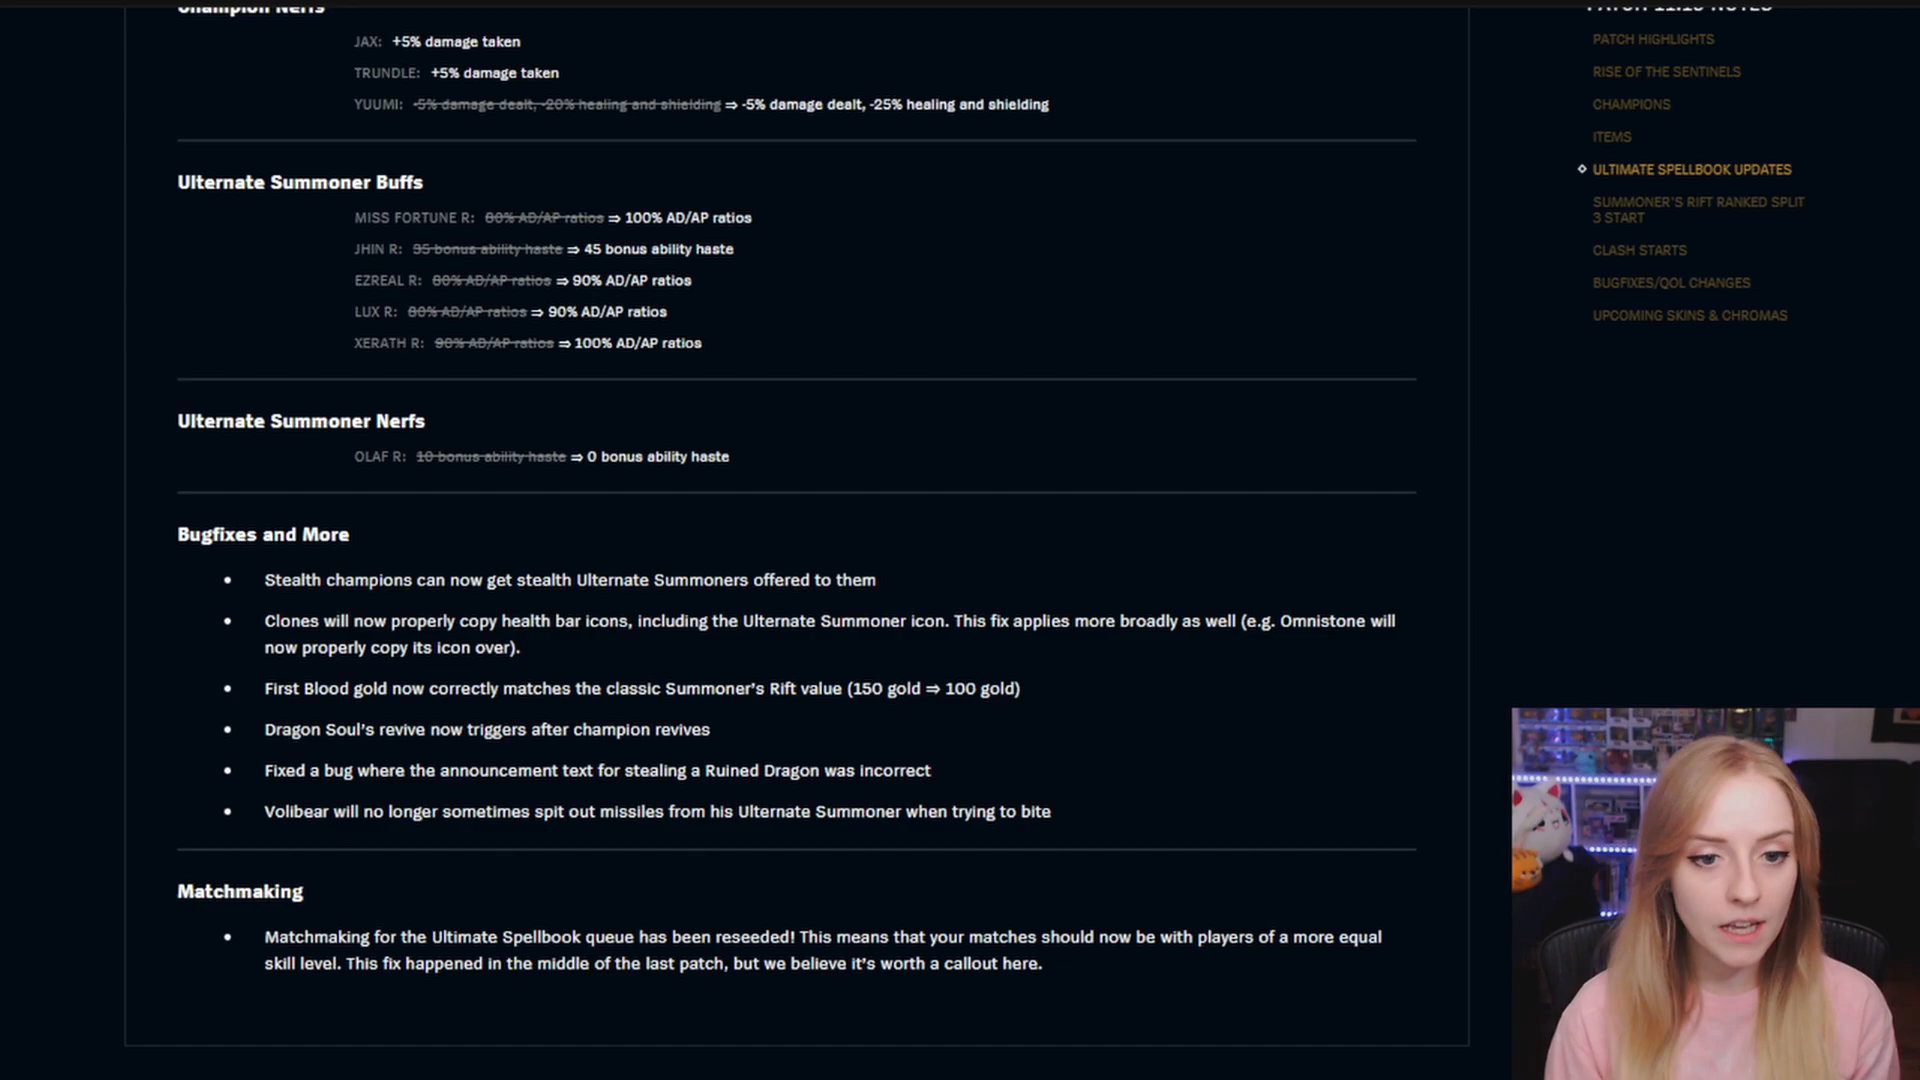 Champion Nerfs
JAX: +5% damage taken
TRUNDLE: +5% damage taken
YUUMI: -5% damage dealt, -20% healing and shielding ⇒ -5% damage dealt, -25% healing and shielding
Ulternate Summoner Buffs
MISS FORTUNE R: 80% AD/AP ratios ⇒ 100% AD/AP ratios
JHIN R: 35 bonus ability haste ⇒ 45 bonus ability haste
EZREAL R: 80% AD/AP ratios ⇒ 90% AD/AP ratios
LUX R: 80% AD/AP ratios ⇒ 90% AD/AP ratios
XERATH R: 90% AD/AP ratios ⇒ 100% AD/AP ratios
Ulternate Summoner Nerfs
OLAF R: 10 bonus ability haste ⇒ 0 bonus ability haste
Bugfixes and More
• Stealth champions can now get stealth Ulternate Summoners offered to them
• Clones will now properly copy health bar icons, including the Ulternate Summoner icon. This fix applies more broadly as well (e.g. Omnistone will
now properly copy its icon over).
• First Blood gold now correctly matches the classic Summoner’s Rift value (150 gold ⇒ 100 gold)
• Dragon Soul’s revive now triggers after champion revives
• Fixed a bug where the announcement text for stealing a Ruined Dragon was incorrect
• Volibear will no longer sometimes spit out missiles from his Ulternate Summoner when trying to bite
Matchmaking
• Matchmaking for the Ultimate Spellbook queue has been reseeded! This means that your matches should now be with players of a more equal
skill level. This fix happened in the middle of the last patch, but we believe it’s worth a callout here.
PATCH HIGHLIGHTS
RISE OF THE SENTINELS
CHAMPIONS
ITEMS
ULTIMATE SPELLBOOK UPDATES
SUMMONER’S RIFT RANKED SPLIT
3 START
CLASH STARTS
BUGFIXES/QOL CHANGES
UPCOMING SKINS & CHROMAS